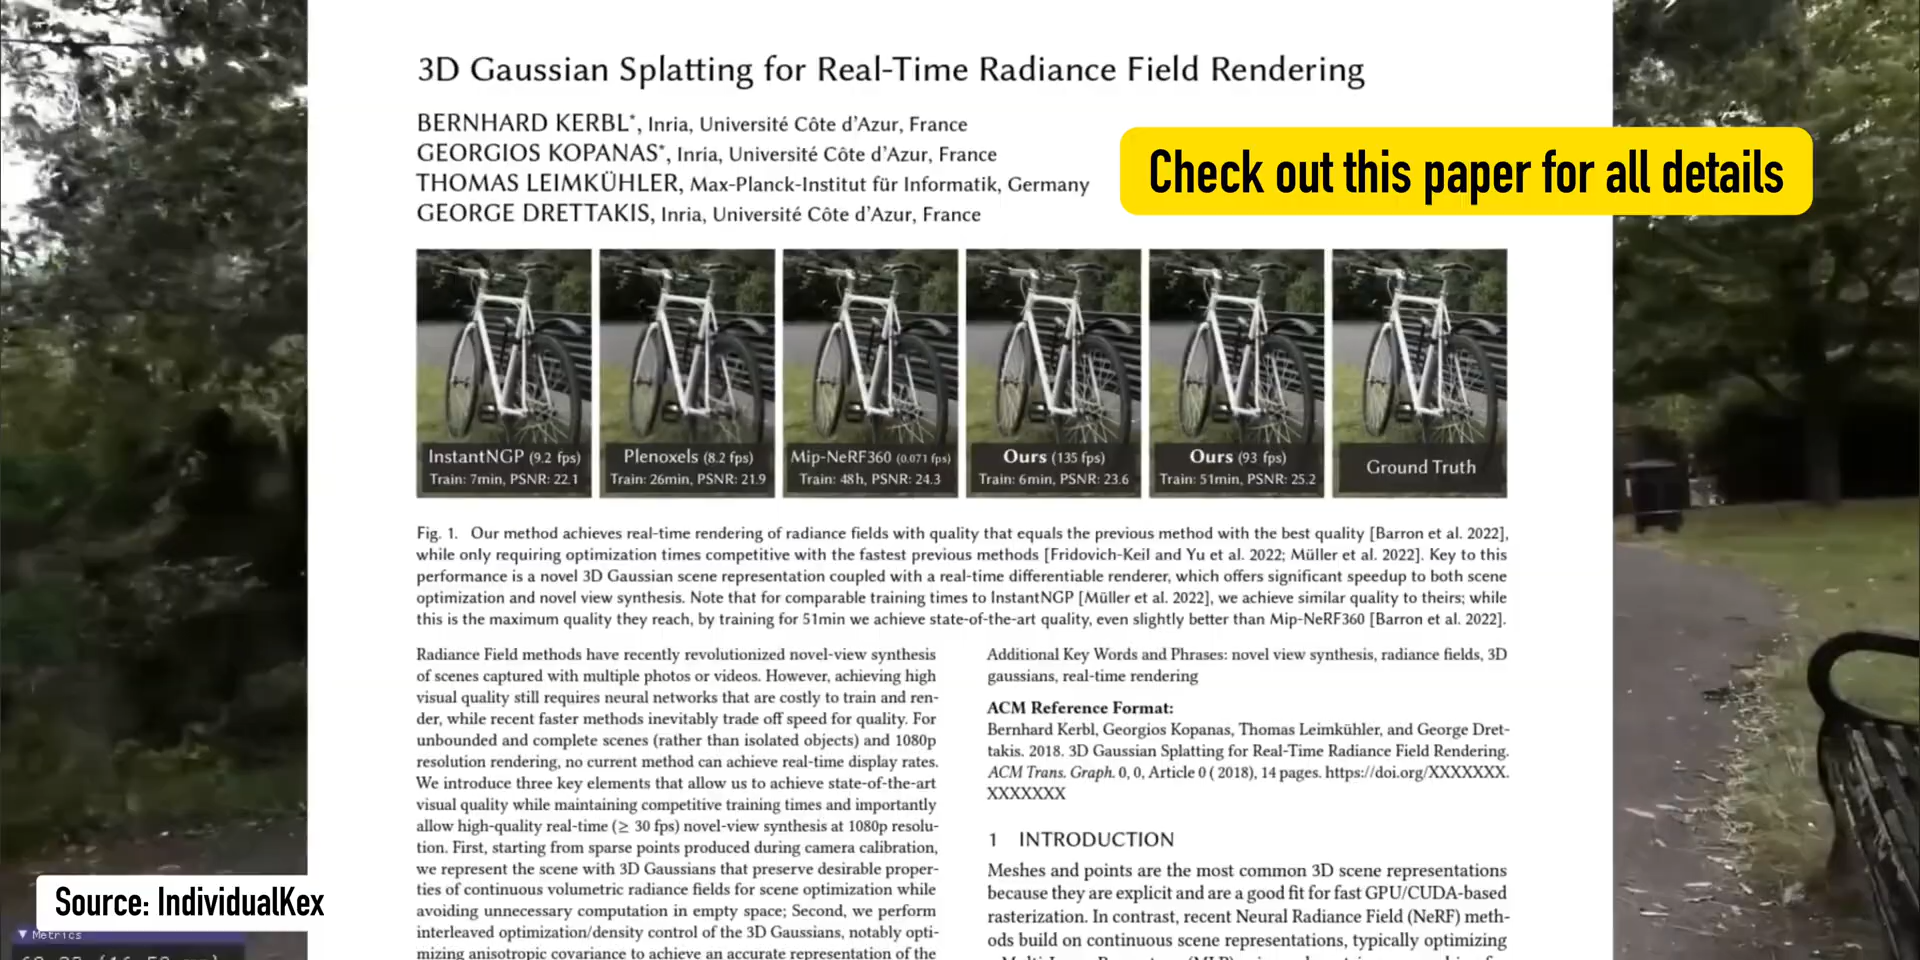 3D Gaussian Splatting for Real-Time Radiance Field Rendering
BERNHARD KERBL*, Inria, Université Côte d'Azur, France
GEORGIOS KOPANAS*, Inria, Université Côte d'Azur, France
THOMAS LEIMKÜHLER, Max-Planck-Institut für Informatik, Germany
GEORGE DRETTAKIS, Inria, Université Côte d'Azur, France
Check out this paper for all details
InstantNGP (9.2 fps)
Train: 7min, PSNR: 22.1
Plenoxels (8.2 fps)
Train: 26min, PSNR: 21.9
Mip-NeRF360 (0.071 fps)
Train: 48h, PSNR: 24.3
Ours (135 fps)
Train: 6min, PSNR: 23.6
Ours (93 fps)
Train: 51min, PSNR: 25.2
Ground Truth
Fig. 1. Our method achieves real-time rendering of radiance fields with quality that equals the previous method with the best quality [Barron et al. 2022],
while only requiring optimization times competitive with the fastest previous methods [Fridovich-Keil and Yu et al. 2022; Müller et al. 2022]. Key to this
performance is a novel 3D Gaussian scene representation coupled with a real-time differentiable renderer, which offers significant speedup to both scene
optimization and novel view synthesis. Note that for comparable training times to InstantNGP [Müller et al. 2022], we achieve similar quality to theirs; while
this is the maximum quality they reach, by training for 51min we achieve state-of-the-art quality, even slightly better than Mip-NeRF360 [Barron et al. 2022].
Radiance Field methods have recently revolutionized novel-view synthesis
of scenes captured with multiple photos or videos. However, achieving high
visual quality still requires neural networks that are costly to train and ren-
der, while recent faster methods inevitably trade off speed for quality. For
unbounded and complete scenes (rather than isolated objects) and 1080p
resolution rendering, no current method can achieve real-time display rates.
We introduce three key elements that allow us to achieve state-of-the-art
visual quality while maintaining competitive training times and importantly
allow high-quality real-time (≥ 30 fps) novel-view synthesis at 1080p resolu-
tion. First, starting from sparse points produced during camera calibration,
we represent the scene with 3D Gaussians that preserve desirable proper-
ties of continuous volumetric radiance fields for scene optimization while
avoiding unnecessary computation in empty space; Second, we perform
interleaved optimization/density control of the 3D Gaussians, notably opti-
mizing anisotropic covariance to achieve an accurate representation of the
Additional Key Words and Phrases: novel view synthesis, radiance fields, 3D
gaussians, real-time rendering
ACM Reference Format:
Bernhard Kerbl, Georgios Kopanas, Thomas Leimkühler, and George Dret-
takis. 2018. 3D Gaussian Splatting for Real-Time Radiance Field Rendering.
ACM Trans. Graph. 0, 0, Article 0 ( 2018), 14 pages. https://doi.org/XXXXXXX.
XXXXXXX
1 INTRODUCTION
Meshes and points are the most common 3D scene representations
because they are explicit and are a good fit for fast GPU/CUDA-based
rasterization. In contrast, recent Neural Radiance Field (NeRF) meth-
ods build on continuous scene representations, typically optimizing
Source: IndividualKex
Metrics